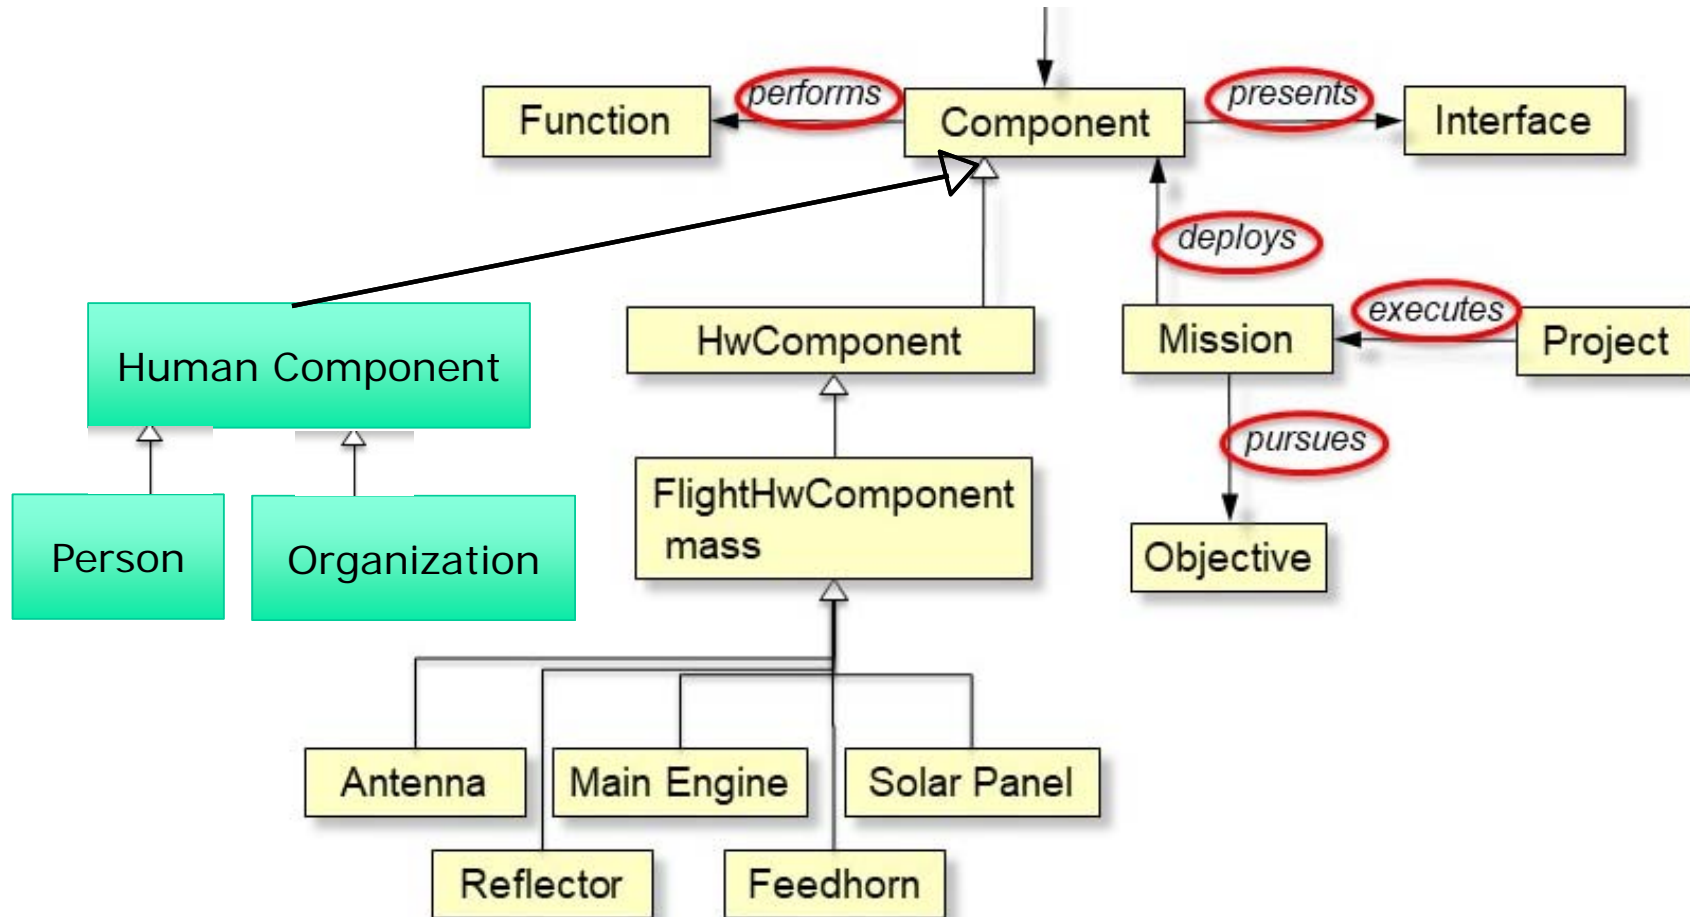 performs
presents
Function
Component
Interface
deploys
executes
Human Component
HwComponent
Mission
Project
pursues
FlightHwComponent
mass
Person
Organization
Objective
Antenna
Main Engine
Solar Panel
Reflector
Feedhorn